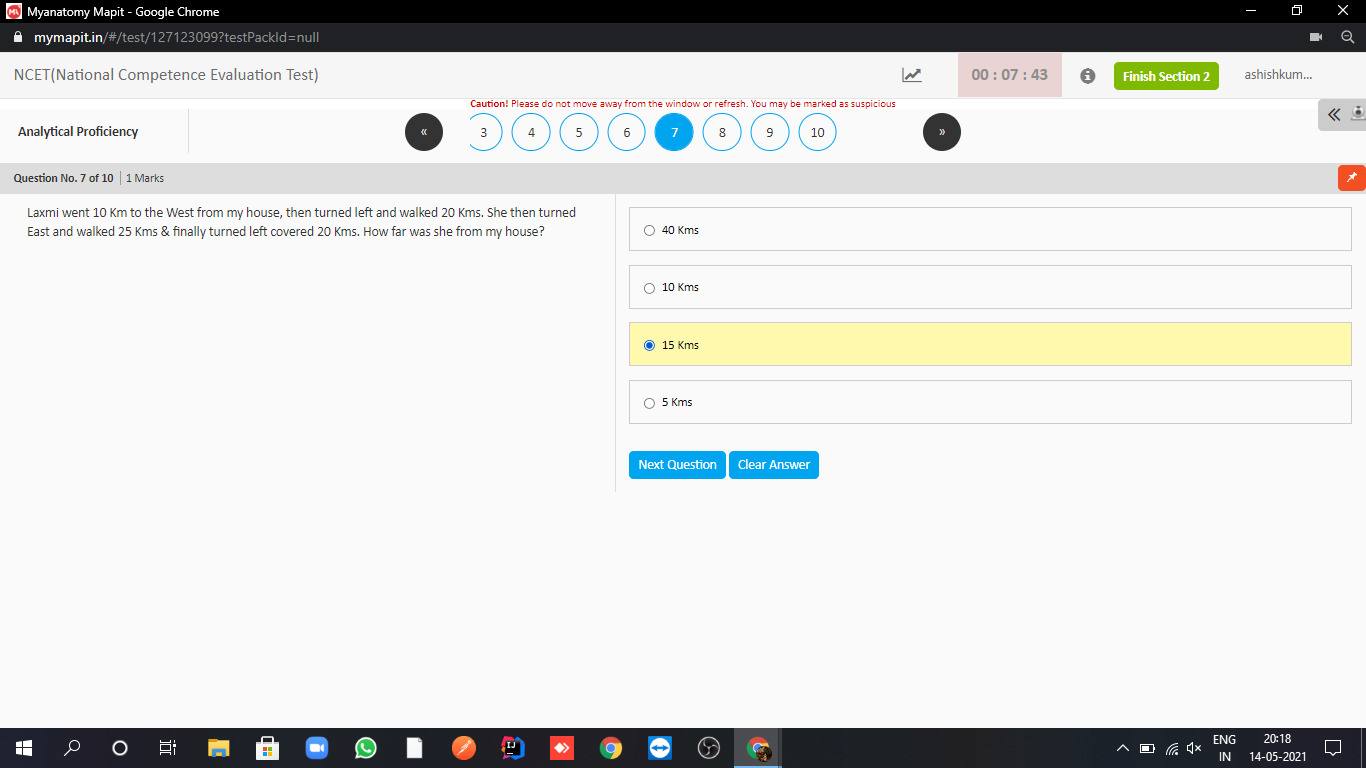 Myanatomy Mapit - Google Chrome
mymapit.in/#/test/127123099?testPackId=null
NCET(National Competence Evaluation Test)
00 : 07 : 43
Finish Section 2
ashishkum...
Caution! Please do not move away from the window or refresh. You may be marked as suspicious
Analytical Proficiency
« 3 4 5 6 7 8 9 10 »
Question No. 7 of 10 | 1 Marks
Laxmi went 10 Km to the West from my house, then turned left and walked 20 Kms. She then turned
East and walked 25 Kms & finally turned left covered 20 Kms. How far was she from my house?
40 Kms
10 Kms
15 Kms
5 Kms
Next Question
Clear Answer
ENG
IN
20:18
14-05-2021